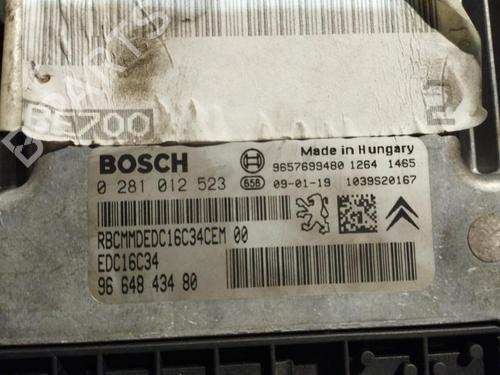 BE700
BOSCH
Made in Hungary
0 281 012 523
658
9657699480 1264 1465
09-01-19 1039S20167
RBCMMDEDC16C34CEM 00
EDC16C34
96 648 434 80